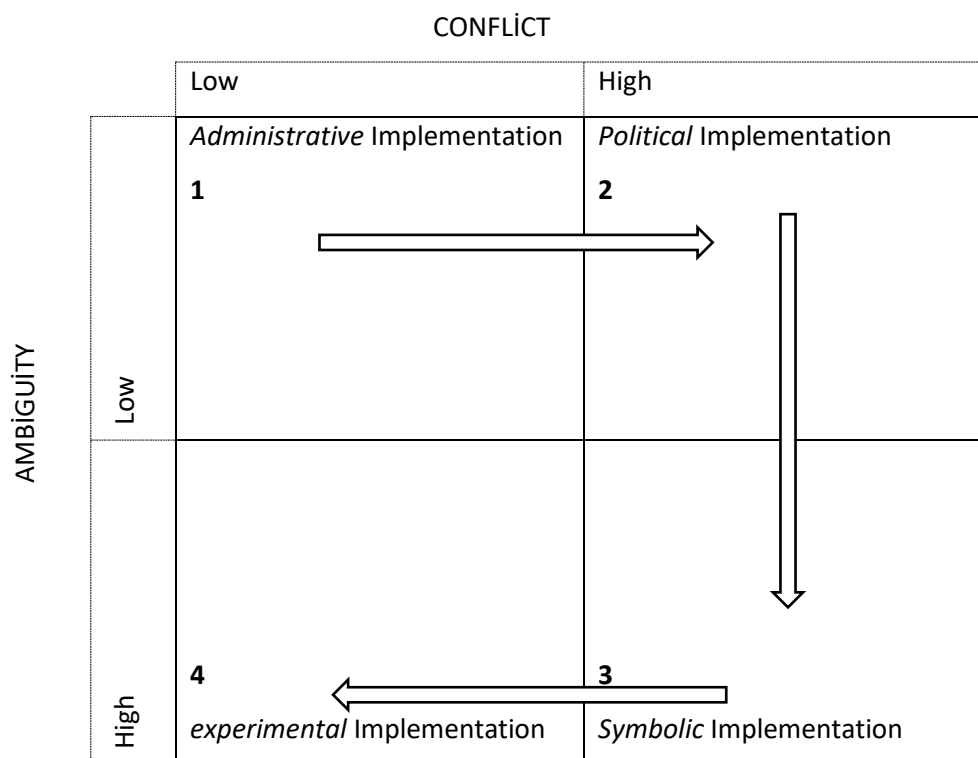 CONFLİCT
Low High
Administrative Implementation Political Implementation
1 2
AMBİGUİTY
Low
4 3
High
experimental Implementation Symbolic Implementation